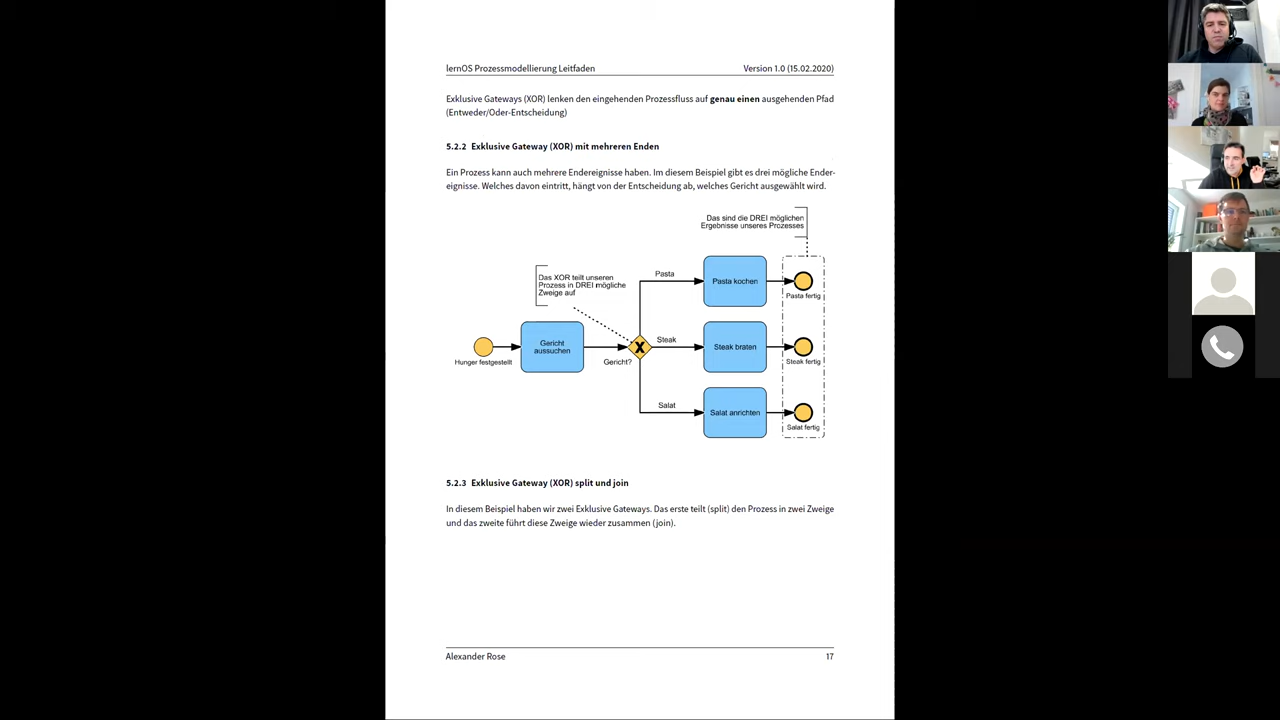 lernOS Prozessmodellierung Leitfaden
Version 1.0 (15.02.2020)
Exklusive Gateways (XOR) lenken den eingehenden Prozessfluss auf genau einen ausgehenden Pfad
(Entweder/Oder-Entscheidung)
5.2.2 Exklusive Gateway (XOR) mit mehreren Enden
Ein Prozess kann auch mehrere Endereignisse haben. Im diesem Beispiel gibt es drei mögliche Ender-
eignisse. Welches davon eintritt, hängt von der Entscheidung ab, welches Gericht ausgewählt wird.
Das sind die DREI möglichen
Ergebnisse unseres Prozesses
Das XOR teilt unseren
Prozess in DREI mögliche
Zweige auf
Pasta
Pasta kochen
Pasta fertig
Hunger festgestellt
Gericht
aussuchen
X
Gericht?
Steak
Steak braten
Steak fertig
Salat
Salat anrichten
Salat fertig
5.2.3 Exklusive Gateway (XOR) split und join
In diesem Beispiel haben wir zwei Exklusive Gateways. Das erste teilt (split) den Prozess in zwei Zweige
und das zweite führt diese Zweige wieder zusammen (join).
Alexander Rose
17